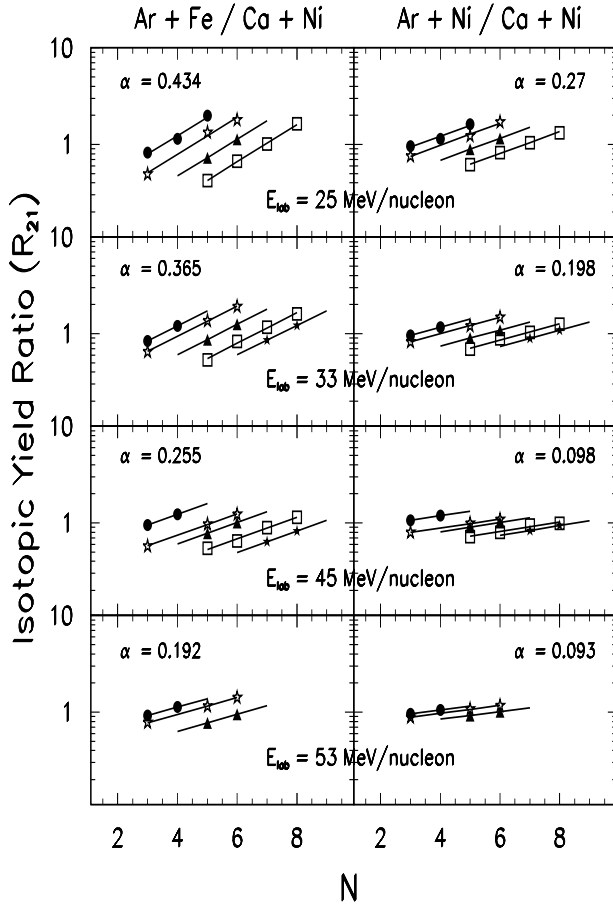 Ar + Fe / Ca + Ni
Ar + Ni / Ca + Ni
Isotopic Yield Ratio (R₂₁)
10
α = 0.434
α = 0.27
1
E_lab = 25 MeV/nucleon
10
α = 0.365
α = 0.198
1
E_lab = 33 MeV/nucleon
10
α = 0.255
α = 0.098
1
E_lab = 45 MeV/nucleon
10
α = 0.192
α = 0.093
1
E_lab = 53 MeV/nucleon
2 4 6 8 2 4 6 8
N